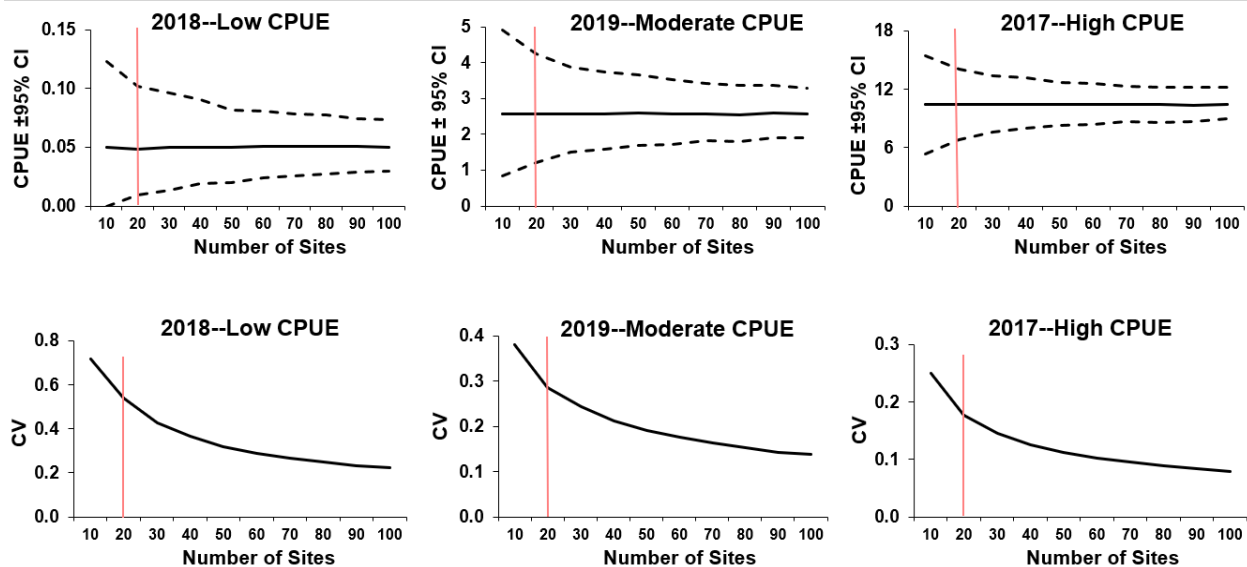 2018--Low CPUE
CPUE ±95% CI
0.15
0.10
0.05
0.00
10 20 30 40 50 60 70 80 90 100
Number of Sites
2019--Moderate CPUE
CPUE ± 95% CI
5
4
3
2
1
0
10 20 30 40 50 60 70 80 90 100
Number of Sites
2017--High CPUE
CPUE ±95% CI
18
12
6
0
10 20 30 40 50 60 70 80 90 100
Number of Sites
2018--Low CPUE
CV
0.8
0.6
0.4
0.2
0.0
10 20 30 40 50 60 70 80 90 100
Number of Sites
2019--Moderate CPUE
CV
0.4
0.3
0.2
0.1
0.0
10 20 30 40 50 60 70 80 90 100
Number of Sites
2017--High CPUE
CV
0.3
0.2
0.1
0.0
10 20 30 40 50 60 70 80 90 100
Number of Sites